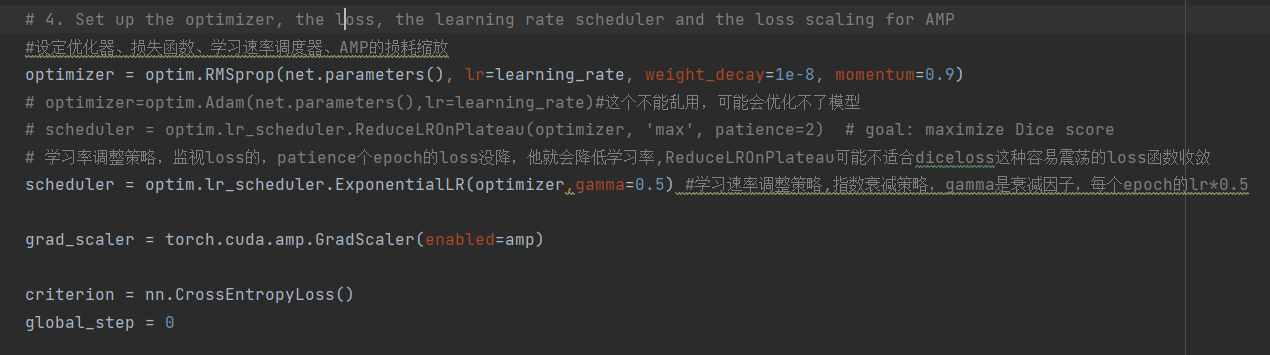 # 4. Set up the optimizer, the loss, the learning rate scheduler and the loss scaling for AMP
#设定优化器、损失函数、学习速率调度器、AMP的损耗缩放
optimizer = optim.RMSprop(net.parameters(), lr=learning_rate, weight_decay=1e-8, momentum=0.9)
# optimizer=optim.Adam(net.parameters(),lr=learning_rate)#这个不能乱用，可能会优化不了模型
# scheduler = optim.lr_scheduler.ReduceLROnPlateau(optimizer, 'max', patience=2)  # goal: maximize Dice score
# 学习率调整策略，监视loss的，patience个epoch的loss没降，他就会降低学习率,ReduceLROnPlateau可能不适合diceloss这种容易震荡的loss函数收敛
scheduler = optim.lr_scheduler.ExponentialLR(optimizer,gamma=0.5) #学习速率调整策略,指数衰减策略，gamma是衰减因子，每个epoch的lr*0.5
grad_scaler = torch.cuda.amp.GradScaler(enabled=amp)
criterion = nn.CrossEntropyLoss()
global_step = 0